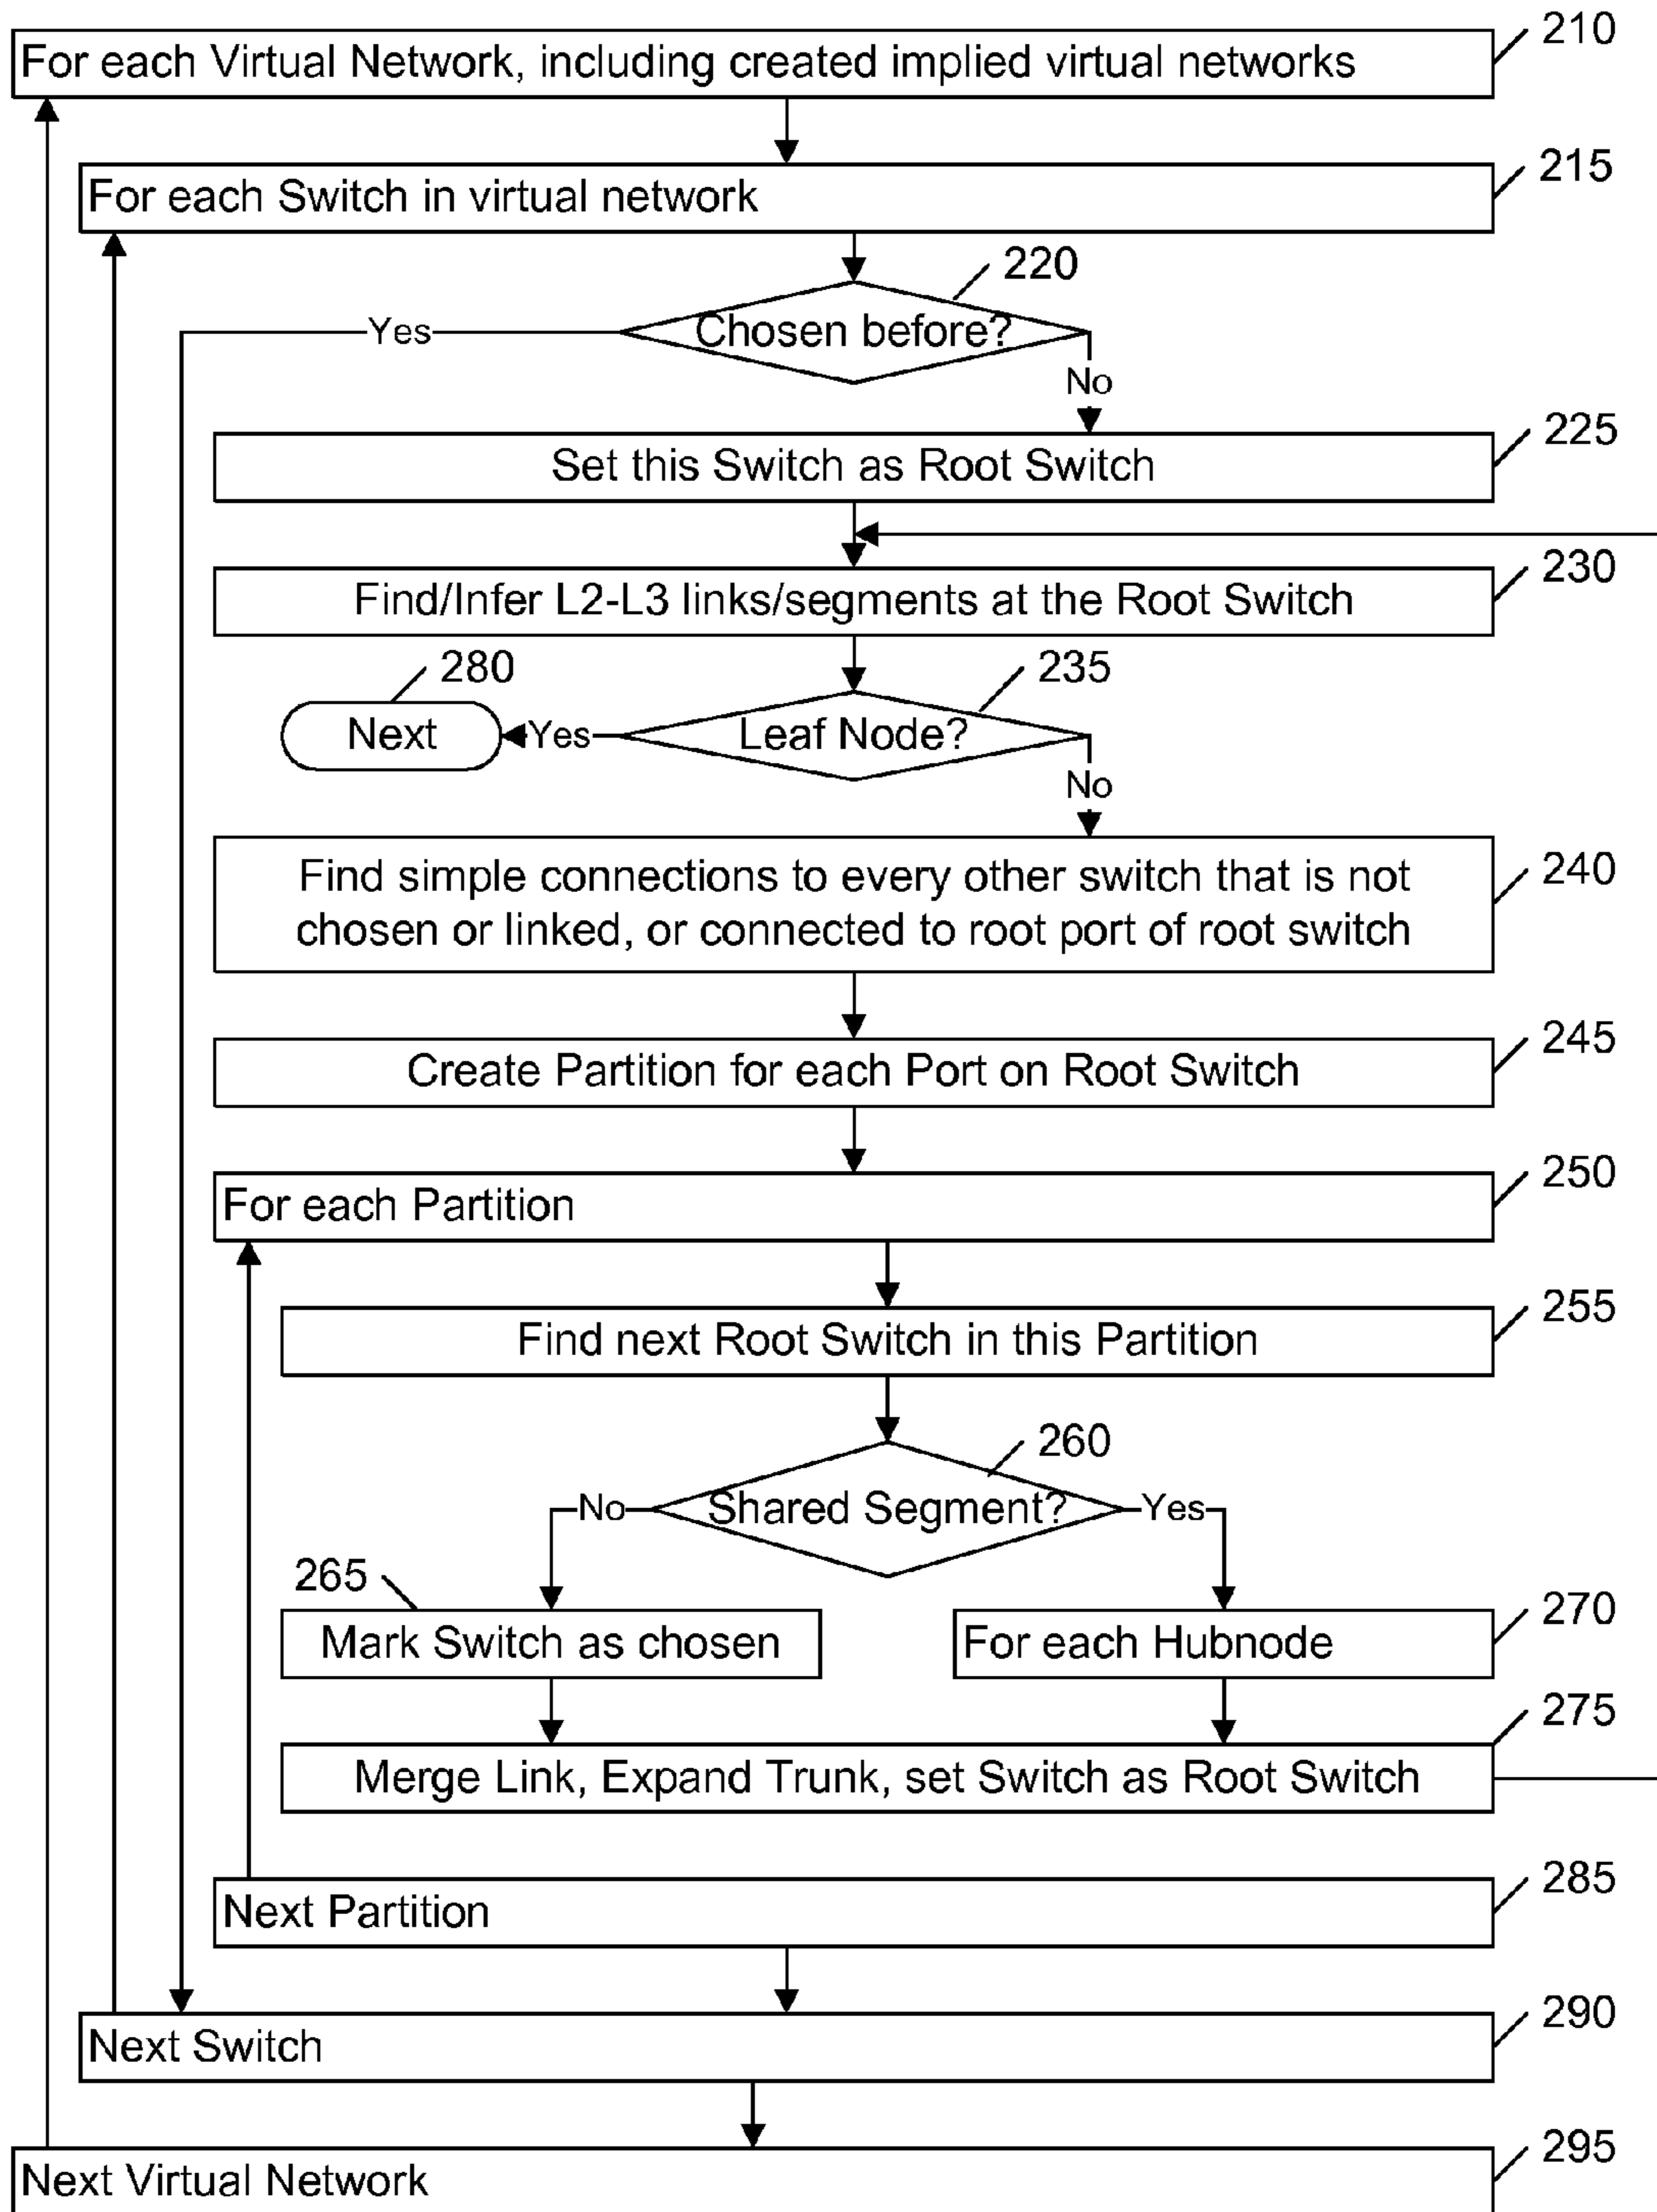 210
For each Virtual Network, including created implied virtual networks
215
For each Switch in virtual network
220
Chosen before?
Yes
No
225
Set this Switch as Root Switch
230
Find/Infer L2-L3 links/segments at the Root Switch
280
235
Next
Yes
Leaf Node?
No
240
Find simple connections to every other switch that is not
chosen or linked, or connected to root port of root switch
245
Create Partition for each Port on Root Switch
250
For each Partition
255
Find next Root Switch in this Partition
260
No
Shared Segment?
Yes
265
270
Mark Switch as chosen
For each Hubnode
275
Merge Link, Expand Trunk, set Switch as Root Switch
285
Next Partition
290
Next Switch
295
Next Virtual Network